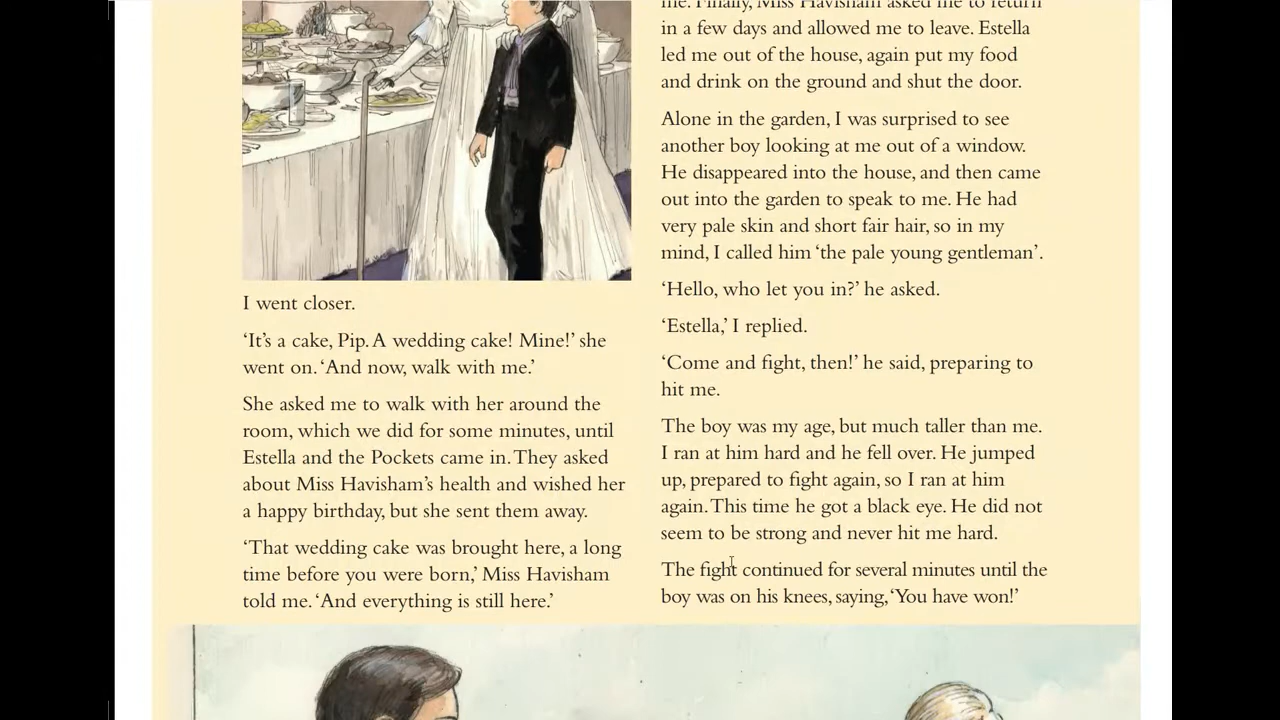 I went closer.
‘It’s a cake, Pip. A wedding cake! Mine!’ she
went on. ‘And now, walk with me.’
She asked me to walk with her around the
room, which we did for some minutes, until
Estella and the Pockets came in. They asked
about Miss Havisham’s health and wished her
a happy birthday, but she sent them away.
‘That wedding cake was brought here, a long
time before you were born,’ Miss Havisham
told me. ‘And everything is still here.’
me. Finally, Miss Havisham asked me to return
in a few days and allowed me to leave. Estella
led me out of the house, again put my food
and drink on the ground and shut the door.
Alone in the garden, I was surprised to see
another boy looking at me out of a window.
He disappeared into the house, and then came
out into the garden to speak to me. He had
very pale skin and short fair hair, so in my
mind, I called him ‘the pale young gentleman’.
‘Hello, who let you in?’ he asked.
‘Estella,’ I replied.
‘Come and fight, then!’ he said, preparing to
hit me.
The boy was my age, but much taller than me.
I ran at him hard and he fell over. He jumped
up, prepared to fight again, so I ran at him
again. This time he got a black eye. He did not
seem to be strong and never hit me hard.
The fight continued for several minutes until the
boy was on his knees, saying, ‘You have won!’